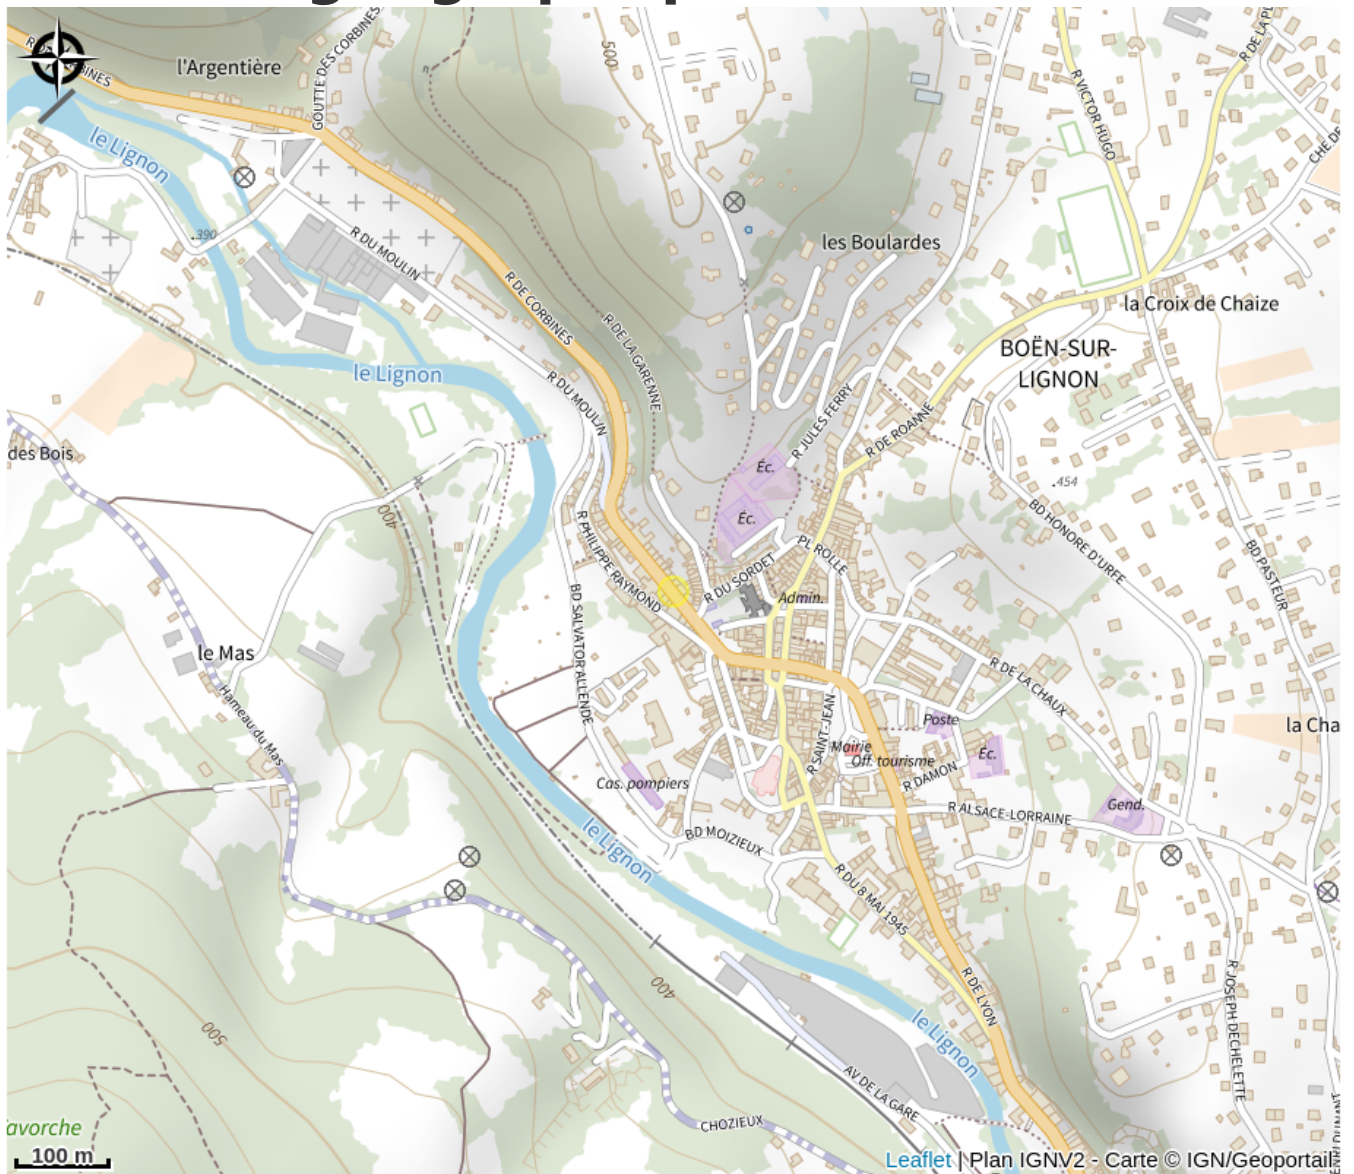 l'Argentière
GOUTTE DES CORBINES
500
R VICTOR HUGO
le Lignon
.390
R DU MOULIN
R DE CORBINES
les Boulardes
la Croix de Chaize
BOËN-SUR-
LIGNON
le Lignon
R DE LA GARENNE
R DU MOULIN
R JULES FERRY
R DE ROANNE
des Bois
Éc.
.454
400
Éc.
BD HONORE D'URFE
R PHILIPPE RAYMOND
PL ROLLE
BD PASTEUR
R DU SORDET
Admin.
BD SALVATOR ALLENDE
le Mas
R DE LA CHAUX
Hameau du Mas
R SAINT-JEAN
Poste
la Cha
Mairie
Off. tourisme
Éc.
Cas. pompiers
R DAMON
Gend.
R ALSACE-LORRAINE
BD MOIZIEUX
le Lignon
R DU 8 MAI 1945
400
R DE LYON
R JOSEPH DECHELETTE
500
le Lignon
AV DE LA GARE
CHOZIEUX
avorche
100 m
Leaflet | Plan IGNV2 - Carte © IGN/Geoportail